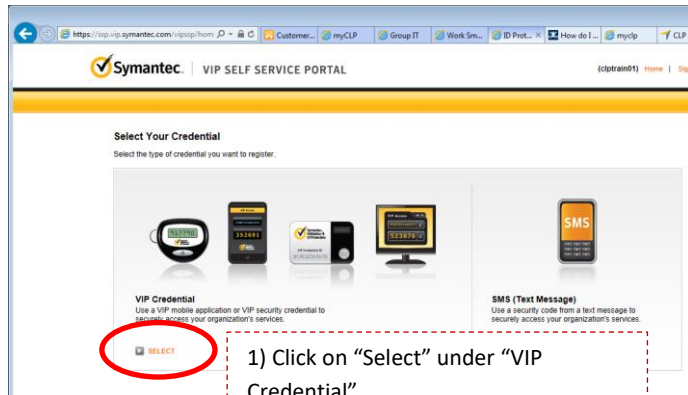 https://ssp.vip.symantec.com/vipssp/hom
Customer...
myCLP
Group IT
Work Sm...
ID Prot...
How do I ...
myclp
CLP
Symantec. VIP SELF SERVICE PORTAL
(clptrain01) Home | Sig
Select Your Credential
Select the type of credential you want to register.
SMS
VIP Credential
Use a VIP mobile application or VIP security credential to
securely access your organization's services.
SMS (Text Message)
Use a security code from a text message to
securely access your organization's services.
SELECT
1) Click on “Select” under “VIP
Credential”